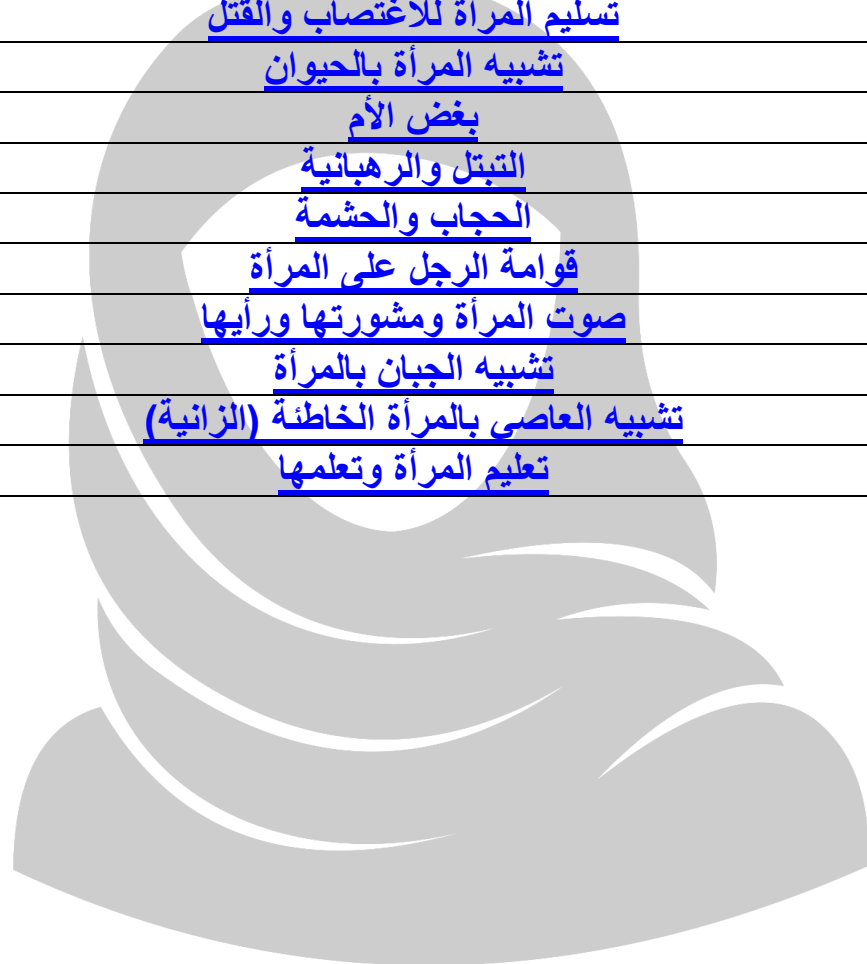 تسليم المرأة للاغتصاب والقتل
تشبيه المرأة بالحيوان
بغض الأم
التبتل والرهبانية
الحجاب والحشمة
قوامة الرجل على المرأة
صوت المرأة ومشورتها ورأيها
تشبيه الجبان بالمرأة
تشبيه العاصي بالمرأة الخاطئة (الزانية)
تعليم المرأة وتعلمها